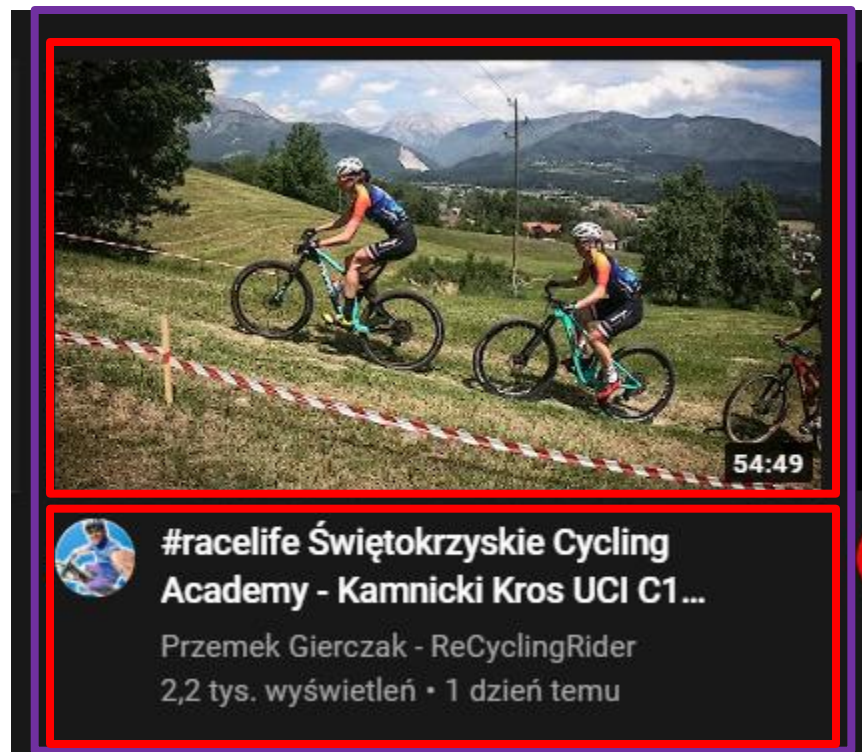 54:49
#racelife Świętokrzyskie Cycling
Academy - Kamnicki Kros UCI C1...
Przemek Gierczak - ReCyclingRider
2,2 tys. wyświetleń • 1 dzień temu